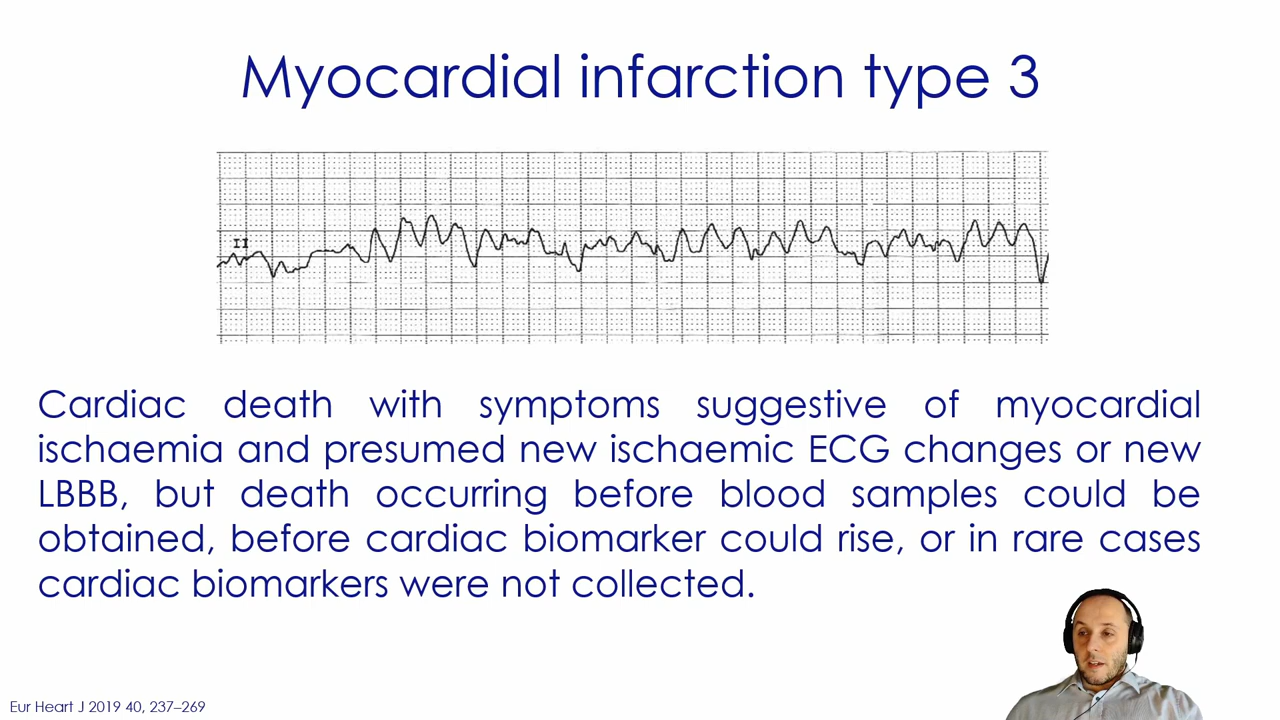 Myocardial infarction type 3
II
Cardiac death with symptoms suggestive of myocardial
ischaemia and presumed new ischaemic ECG changes or new
LBBB, but death occurring before blood samples could be
obtained, before cardiac biomarker could rise, or in rare cases
cardiac biomarkers were not collected.
Eur Heart J 2019 40, 237–269